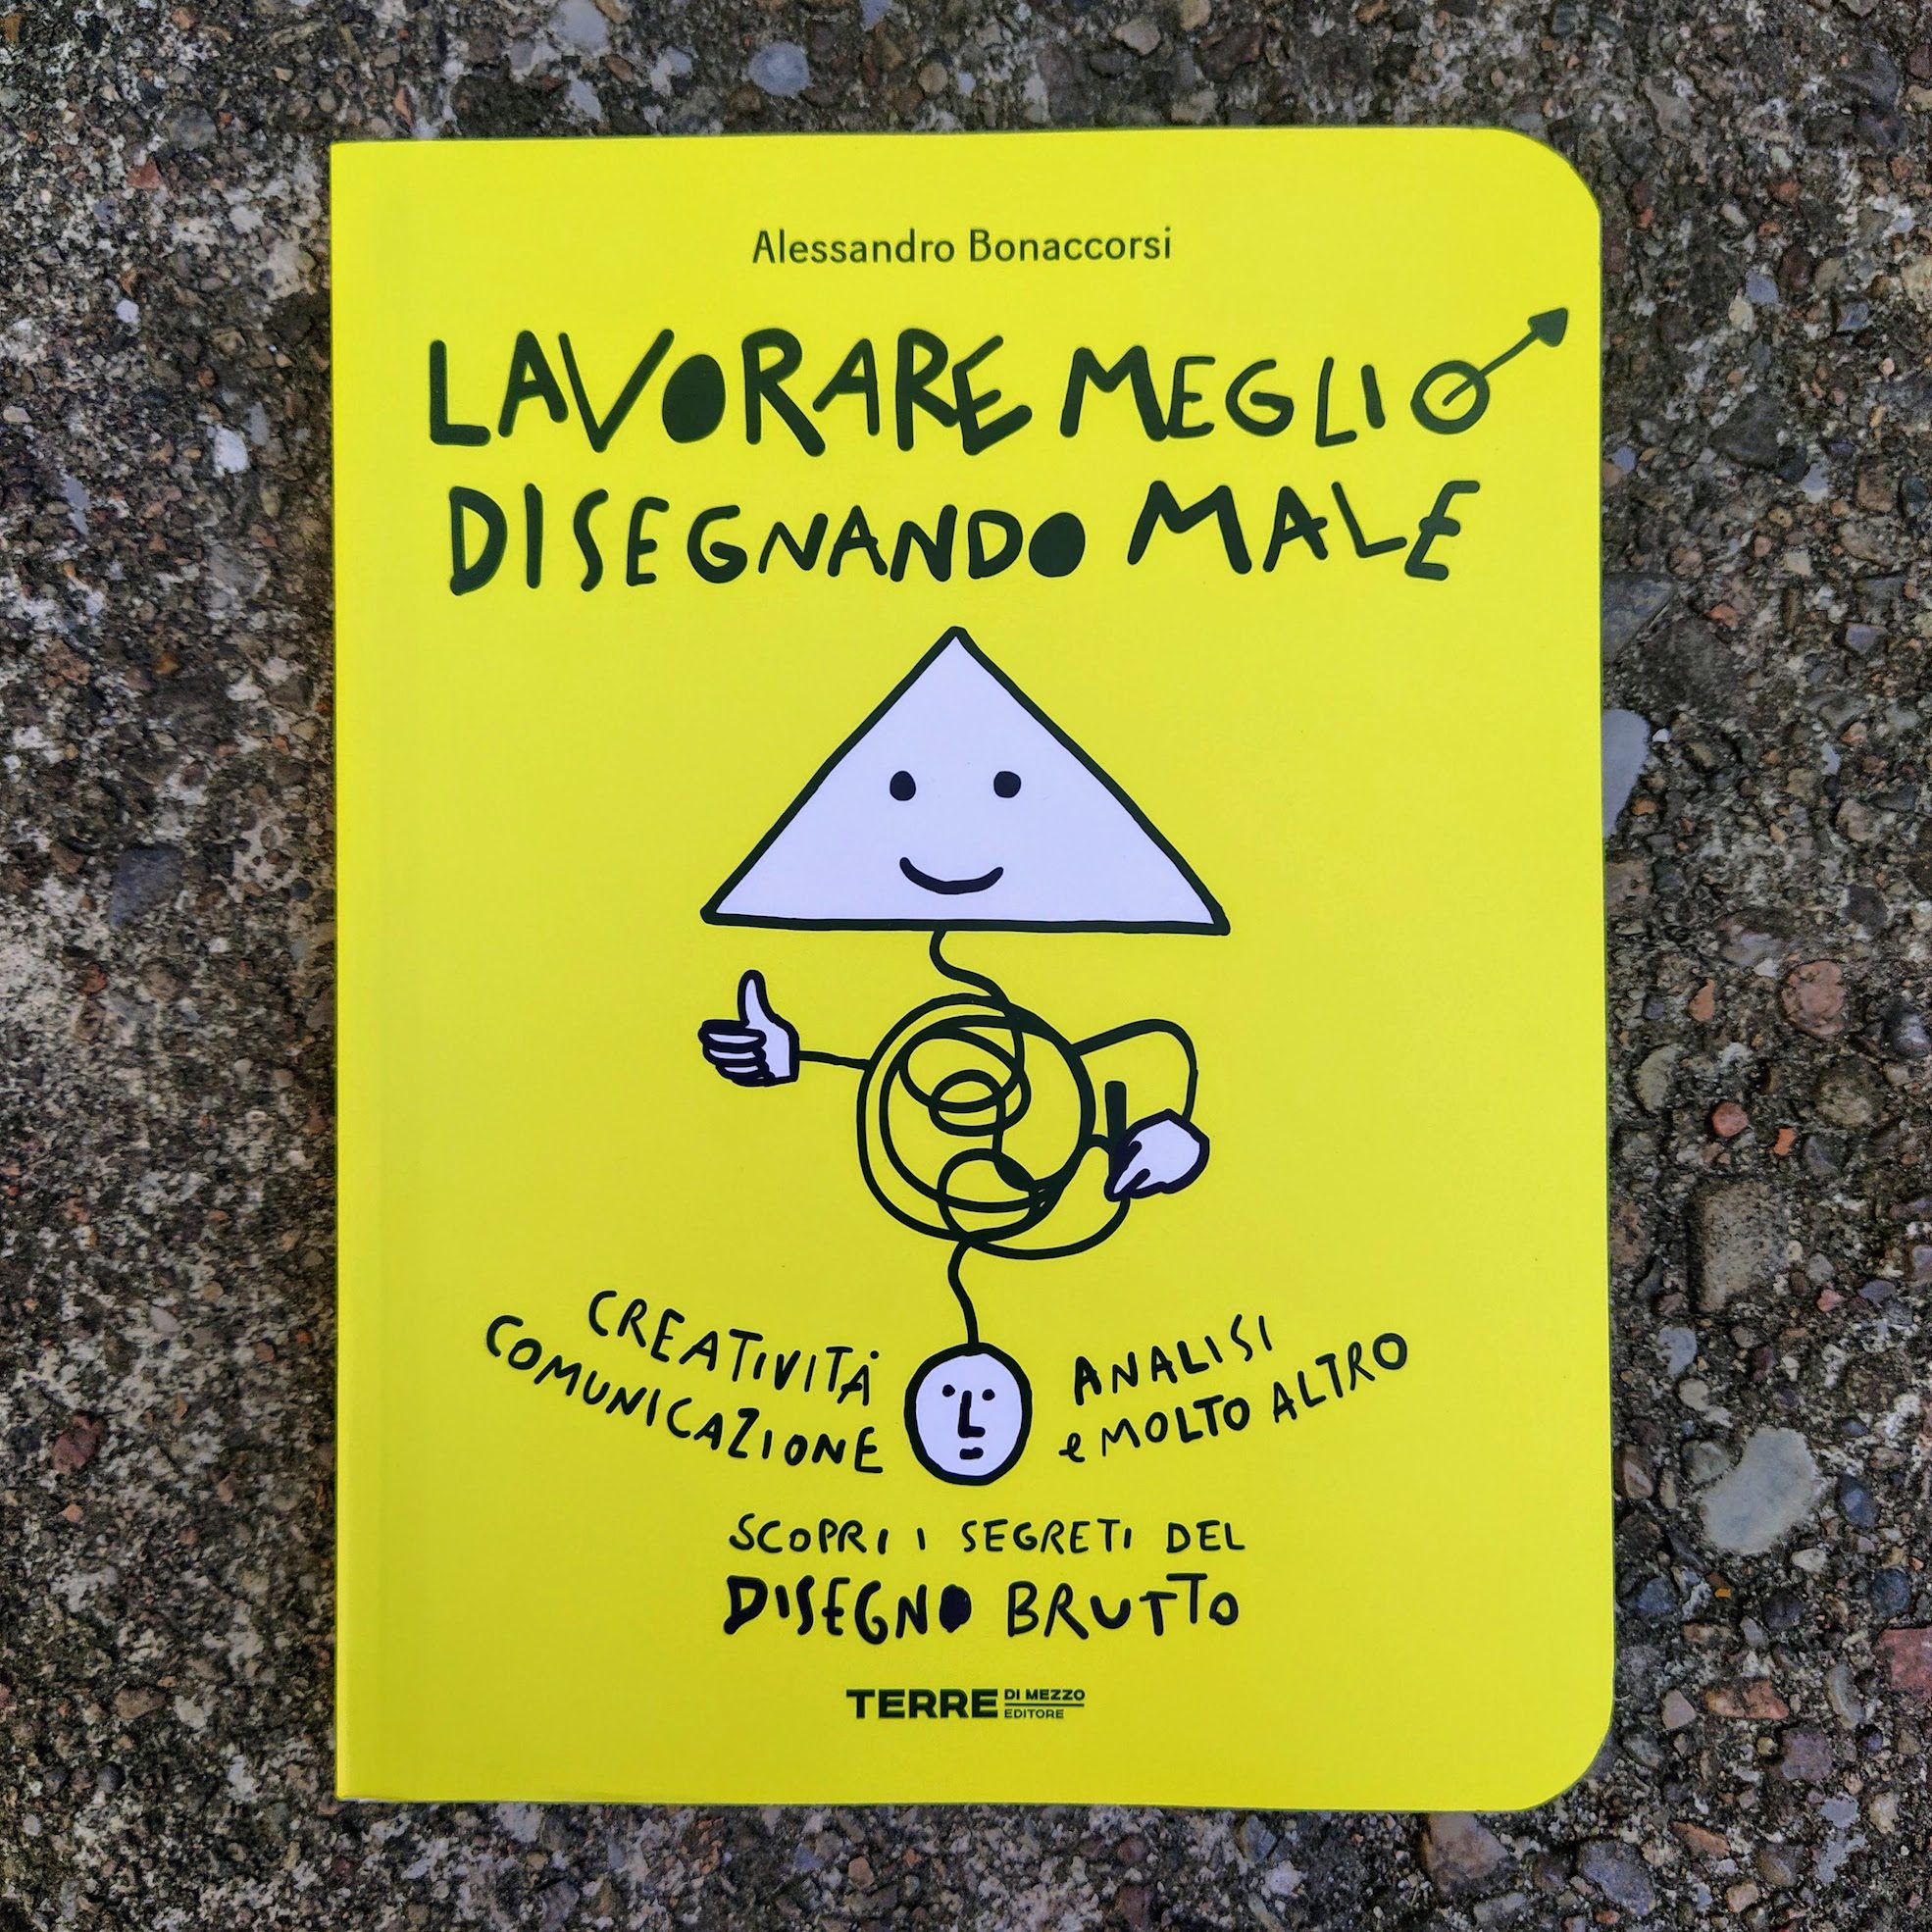 Alessandro Bonaccorsi
LAVORARE MEGLIO
DISEGNANDO MALE
CREATIVITÀ
COMUNICAZIONE
ANALISI
e MOLTO ALTRO
SCOPRI I SEGRETI DEL
DISEGNO BRUTTO
TERRE DI MEZZO
EDITORE